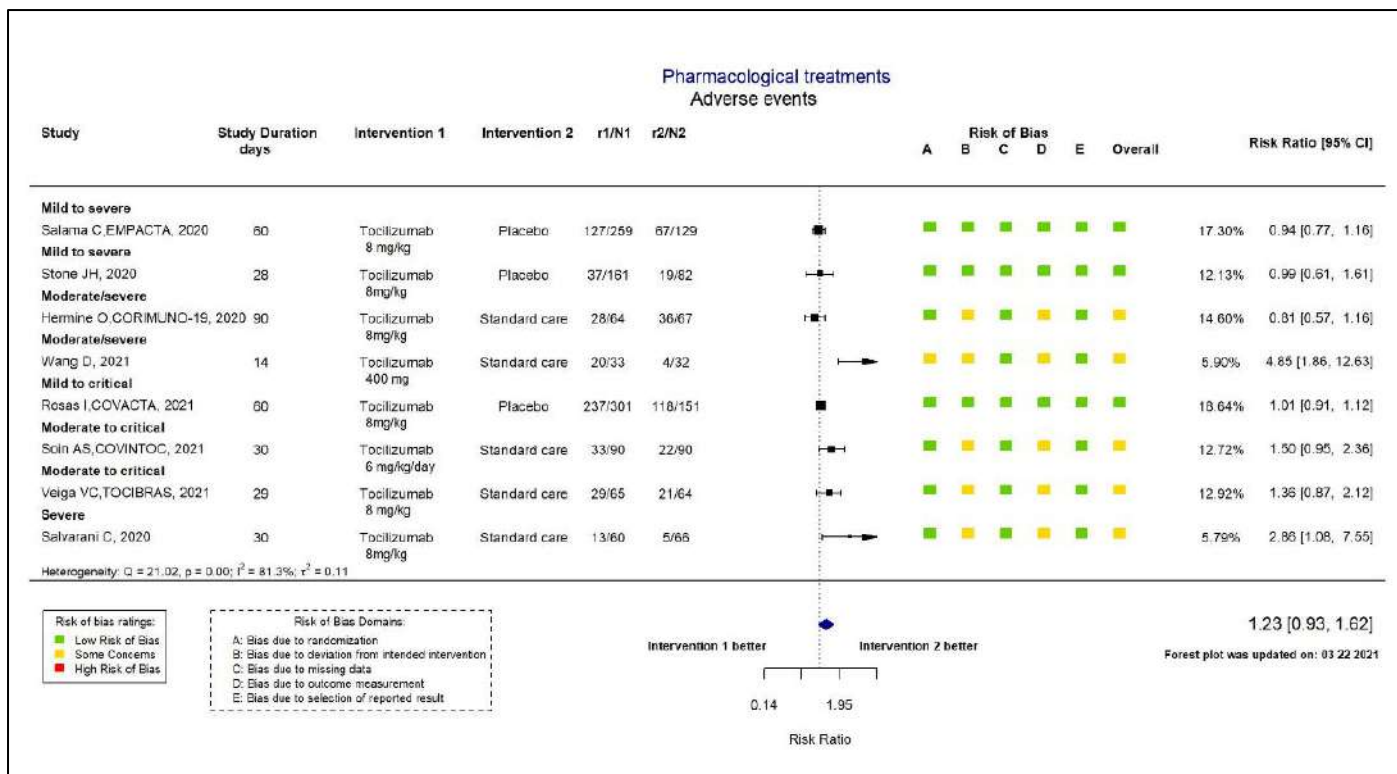 Pharmacological treatments
Adverse events
Study Study Duration days Intervention 1 Intervention 2 r1/N1 r2/N2 Risk of Bias A B C D E Overall Risk Ratio [95% CI]
Mild to severe
Salama C,EMPACTA, 2020 60 Tocilizumab 8 mg/kg Placebo 127/259 67/129 17.30% 0.94 [0.77, 1.16]
Mild to severe
Stone JH, 2020 28 Tocilizumab 8mg/kg Placebo 37/161 19/82 12.13% 0.99 [0.61, 1.61]
Moderate/severe
Hermine O,CORIMUNO-19, 2020 90 Tocilizumab 8mg/kg Standard care 28/64 36/67 14.60% 0.81 [0.57, 1.16]
Moderate/severe
Wang D, 2021 14 Tocilizumab 400 mg Standard care 20/33 4/32 5.90% 4.85 [1.86, 12.63]
Mild to critical
Rosas I,COVACTA, 2021 60 Tocilizumab 8mg/kg Placebo 237/301 118/151 18.64% 1.01 [0.91, 1.12]
Moderate to critical
Soin AS,COVINTOC, 2021 30 Tocilizumab 6 mg/kg/day Standard care 33/90 22/90 12.72% 1.50 [0.95, 2.36]
Moderate to critical
Veiga VC,TOCIBRAS, 2021 29 Tocilizumab 8 mg/kg Standard care 29/65 21/64 12.92% 1.36 [0.87, 2.12]
Severe
Salvarani C, 2020 30 Tocilizumab 8mg/kg Standard care 13/60 5/66 5.79% 2.86 [1.08, 7.55]
Heterogeneity: Q = 21.02, p = 0.00; I² = 81.3%; τ² = 0.11
Risk of bias ratings:
Low Risk of Bias
Some Concerns
High Risk of Bias
Risk of Bias Domains:
A: Bias due to randomization
B: Bias due to deviation from intended intervention
C: Bias due to missing data
D: Bias due to outcome measurement
E: Bias due to selection of reported result
1.23 [0.93, 1.62]
Intervention 1 better Intervention 2 better
Forest plot was updated on: 03 22 2021
0.14 1.95
Risk Ratio